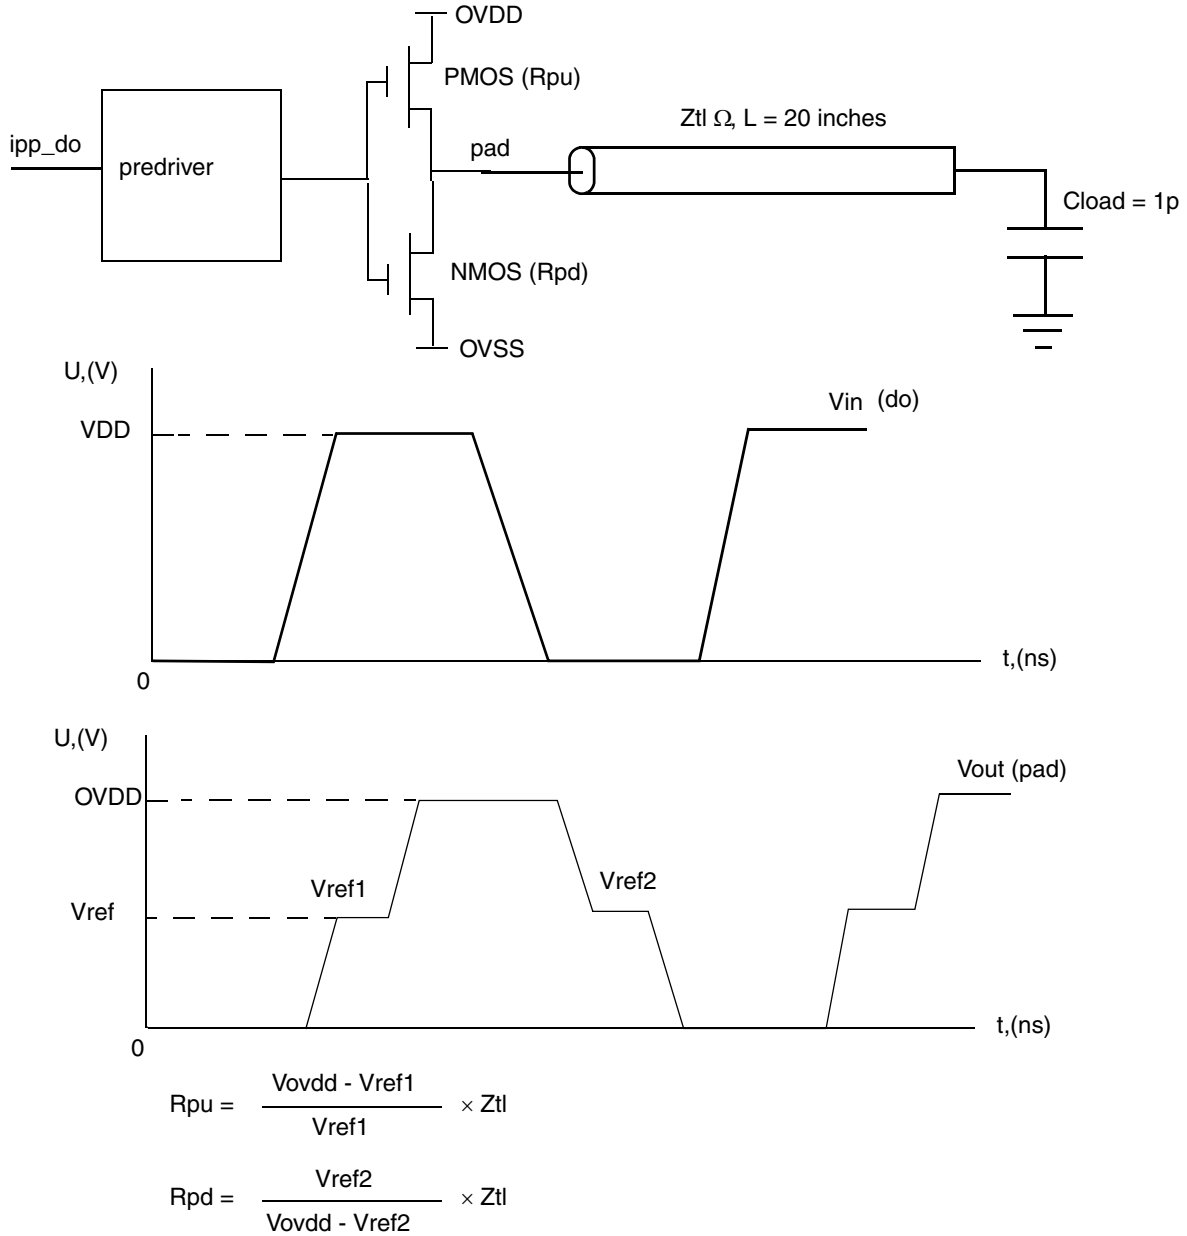 OVDD
PMOS (Rpu)
Ztl Ω, L = 20 inches
ipp_do
predriver
pad
Cload = 1p
NMOS (Rpd)
OVSS
U,(V)
VDD
Vin (do)
t,(ns)
0
U,(V)
OVDD
Vout (pad)
Vref1
Vref2
Vref
t,(ns)
0
Rpu = Vovdd - Vref1 × Ztl
Vref1
Rpd = Vref2 × Ztl
Vovdd - Vref2